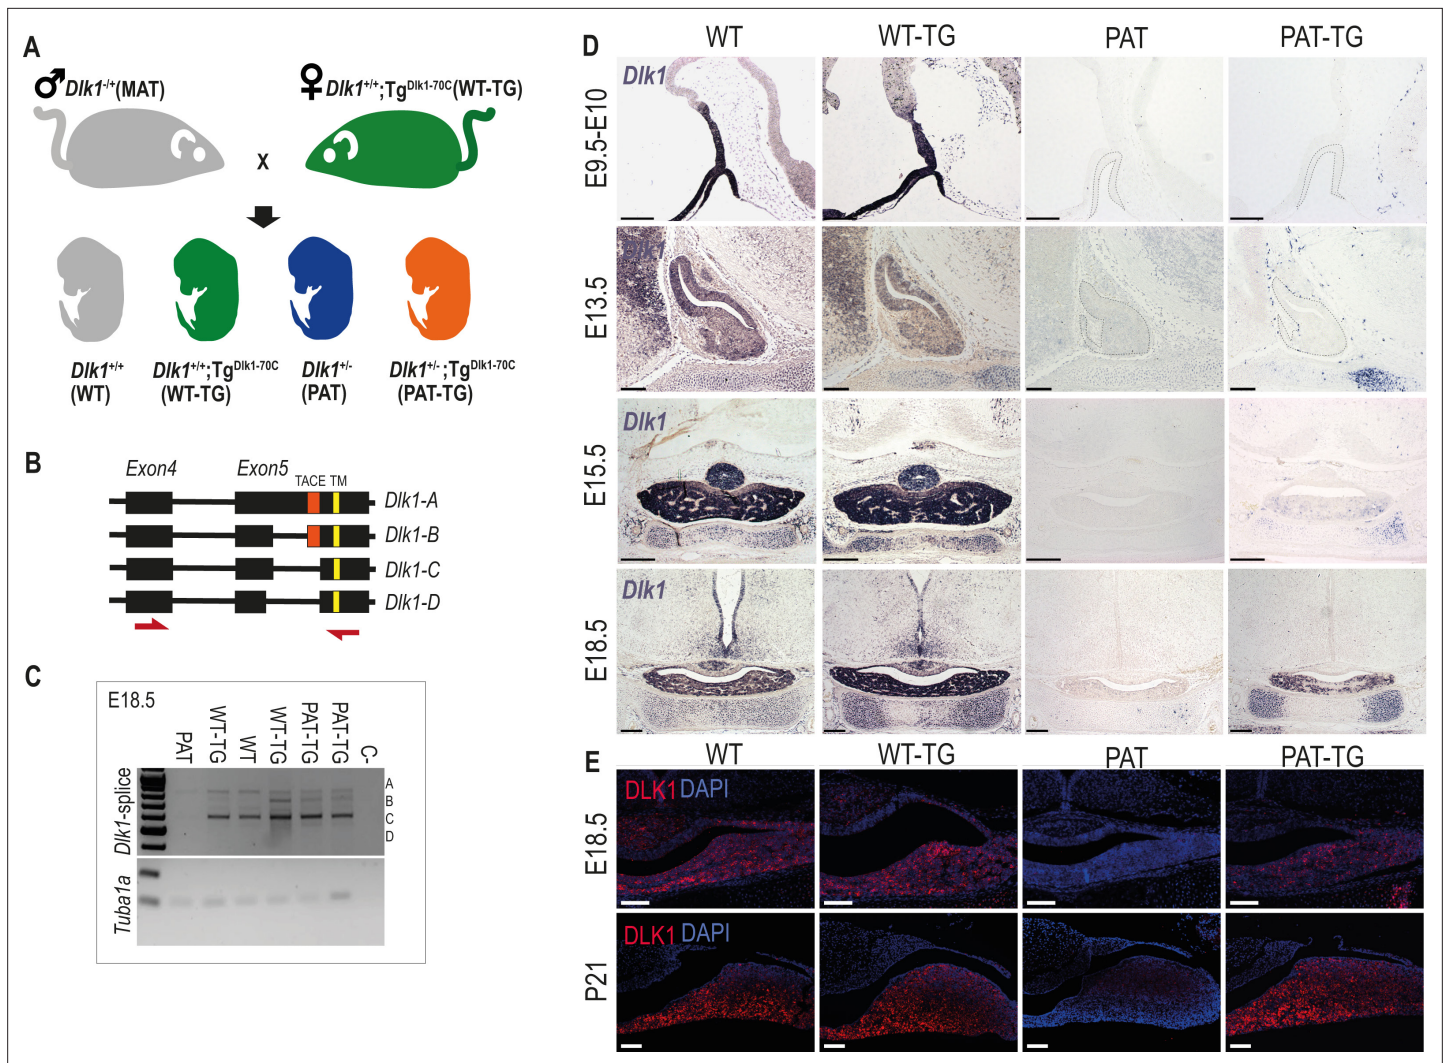 A
♂Dlk1-/+(MAT)
♀Dlk1+/+;TgDlk1-70C(WT-TG)
X
Dlk1+/+
(WT)
Dlk1+/+;TgDlk1-70C
(WT-TG)
Dlk1+/-
(PAT)
Dlk1+/-;TgDlk1-70C
(PAT-TG)
B
Exon4 Exon5
TACE TM
Dlk1-A
Dlk1-B
Dlk1-C
Dlk1-D
C
E18.5
PAT WT-TG WT WT-TG PAT-TG PAT-TG C-
Dlk1-splice
A
B
C
D
Tuba1a
D
WT WT-TG PAT PAT-TG
E9.5-E10
Dlk1
E13.5
E15.5
Dlk1
E18.5
Dlk1
E
WT WT-TG PAT PAT-TG
E18.5
DLK1 DAPI
P21
DLK1 DAPI